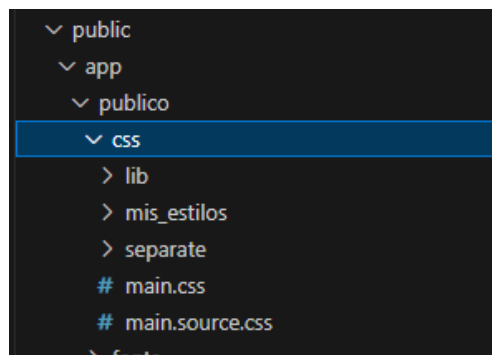 public
app
publico
css
lib
mis_estilos
separate
# main.css
# main.source.css